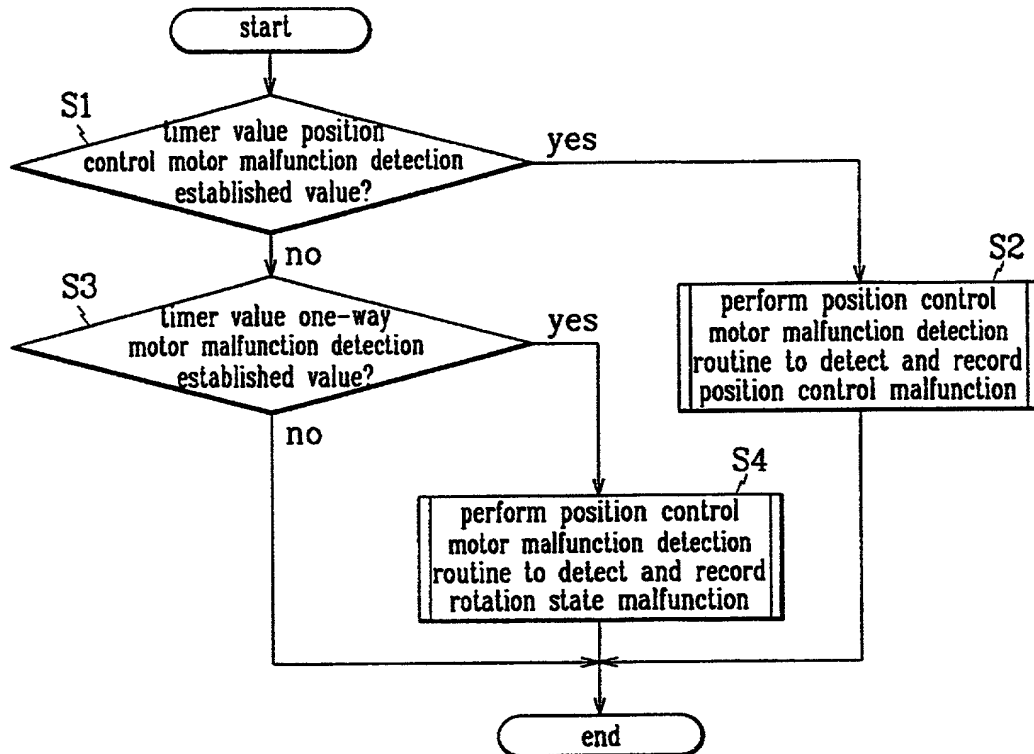 start
S1
timer value position
control motor malfunction detection
established value?
yes
no
S2
perform position control
motor malfunction detection
routine to detect and record
position control malfunction
S3
timer value one-way
motor malfunction detection
established value?
yes
no
S4
perform position control
motor malfunction detection
routine to detect and record
rotation state malfunction
end